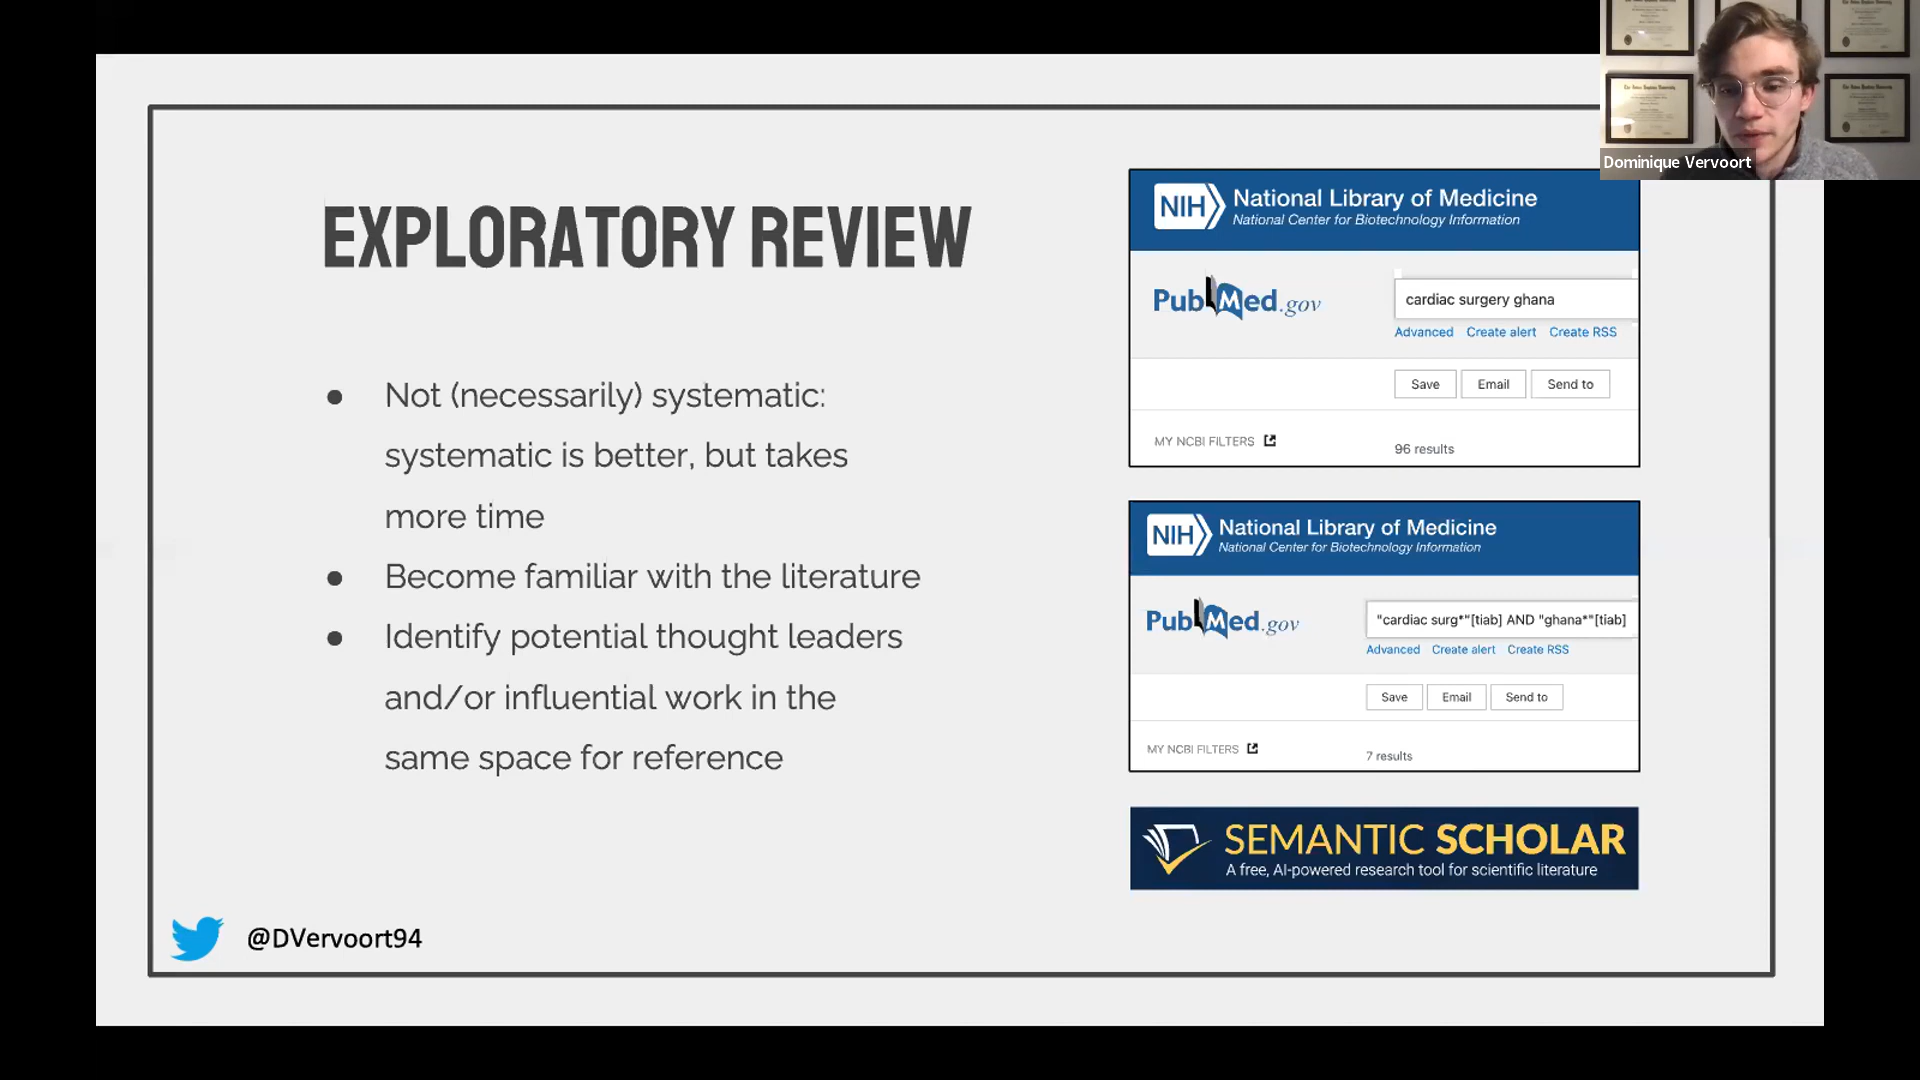 Dominique Vervoort
EXPLORATORY REVIEW
● Not (necessarily) systematic:
systematic is better, but takes
more time
● Become familiar with the literature
● Identify potential thought leaders
and/or influential work in the
same space for reference
@DVervoort94
NIH National Library of Medicine
National Center for Biotechnology Information
PubMed.gov
cardiac surgery ghana
Advanced Create alert Create RSS
Save Email Send to
MY NCBI FILTERS 96 results
NIH National Library of Medicine
National Center for Biotechnology Information
PubMed.gov
"cardiac surg*"[tiab] AND "ghana*"[tiab]
Advanced Create alert Create RSS
Save Email Send to
MY NCBI FILTERS 7 results
SEMANTIC SCHOLAR
A free, AI-powered research tool for scientific literature